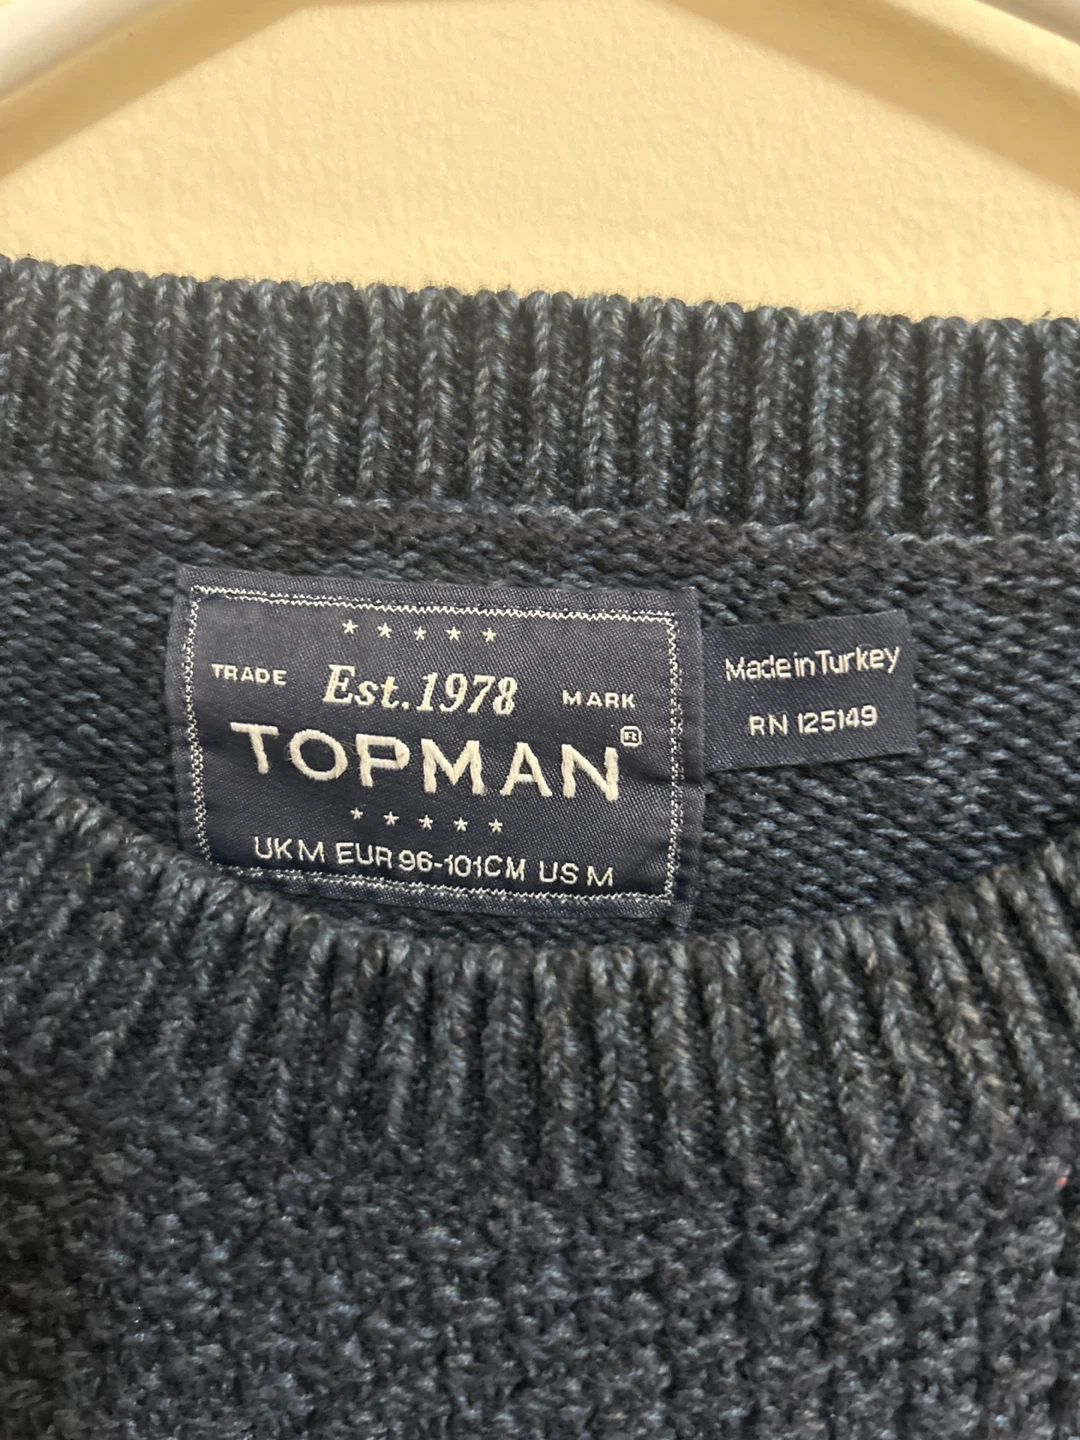 ★ ★ ★ ★ ★
TRADE Est.1978 MARK
TOPMAN®
★ ★ ★ ★ ★
UK M EUR 96-101CM US M
Made in Turkey
RN 125149